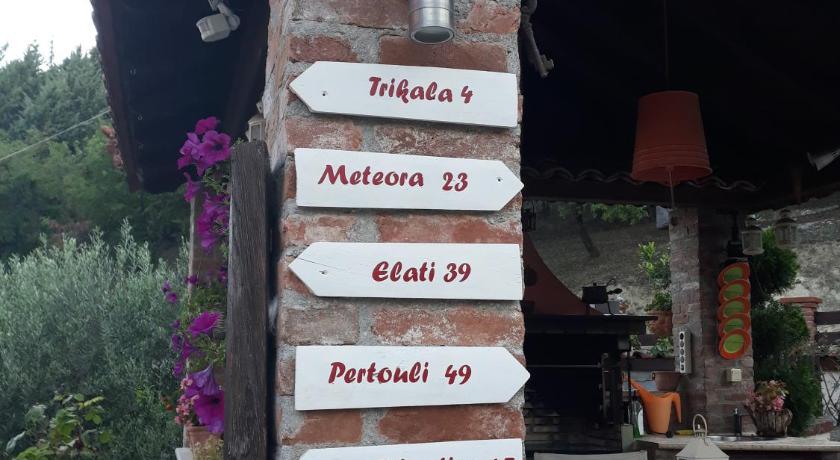 Trikala 4
Meteora 23
Elati 39
Pertouli 49